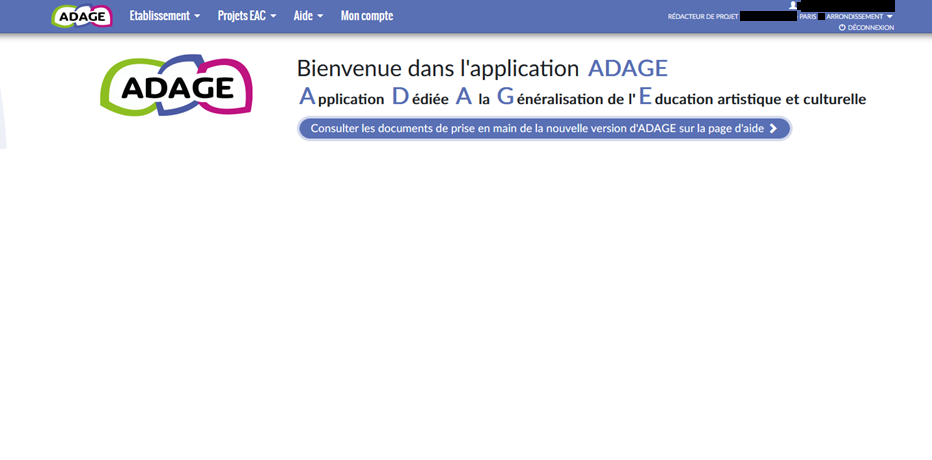 ADAGE Etablissement Projets EAC Aide Mon compte
RÉDACTEUR DE PROJET PARIS ARRONDISSEMENT
DÉCONNEXION
ADAGE
Bienvenue dans l'application ADAGE
Application Dédiée A la Généralisation de l'Education artistique et culturelle
Consulter les documents de prise en main de la nouvelle version d'ADAGE sur la page d'aide